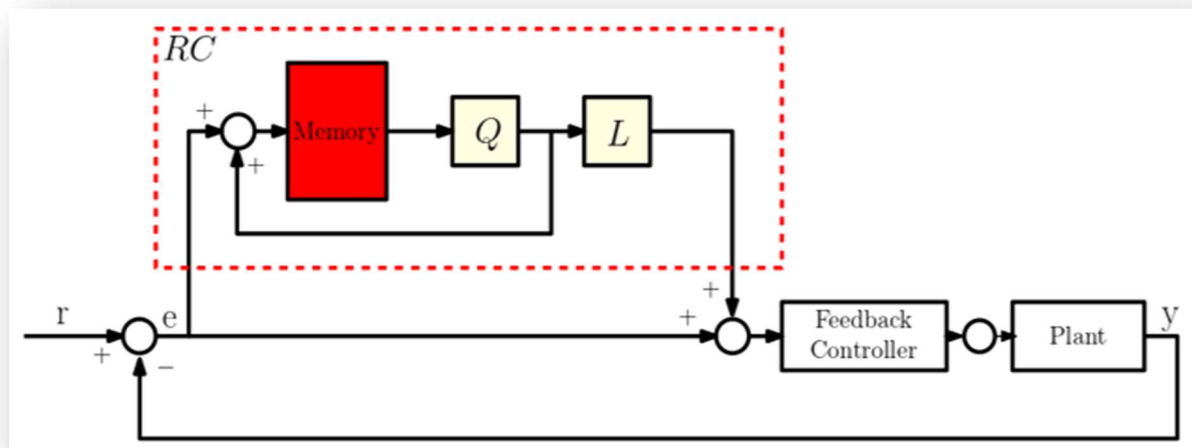 RC
+
Memory
Q
L
+
+
+
r
e
Feedback
Controller
Plant
y
+
−